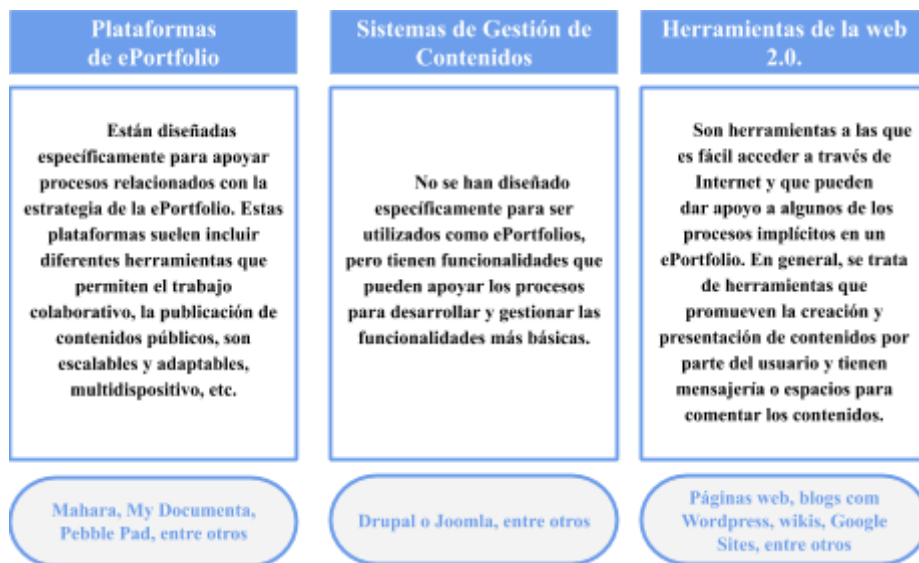 Plataformas
de ePortfolio
Están diseñadas
específicamente para apoyar
procesos relacionados con la
estrategia de la ePortfolio. Estas
plataformas suelen incluir
diferentes herramientas que
permiten el trabajo
colaborativo, la publicación de
contenidos públicos, son
escalables y adaptables,
multidispositivo, etc.
Mahara, My Documenta,
Pebble Pad, entre otros
Sistemas de Gestión de
Contenidos
No se han diseñado
específicamente para ser
utilizados como ePortfolios,
pero tienen funcionalidades que
pueden apoyar los procesos
para desarrollar y gestionar las
funcionalidades más básicas.
Drupal o Joomla, entre otros
Herramientas de la web
2.0.
Son herramientas a las que
es fácil acceder a través de
Internet y que pueden
dar apoyo a algunos de los
procesos implícitos en un
ePortfolio. En general, se trata
de herramientas que
promueven la creación y
presentación de contenidos por
parte del usuario y tienen
mensajería o espacios para
comentar los contenidos.
Páginas web, blogs com
Wordpress, wikis, Google
Sites, entre otros